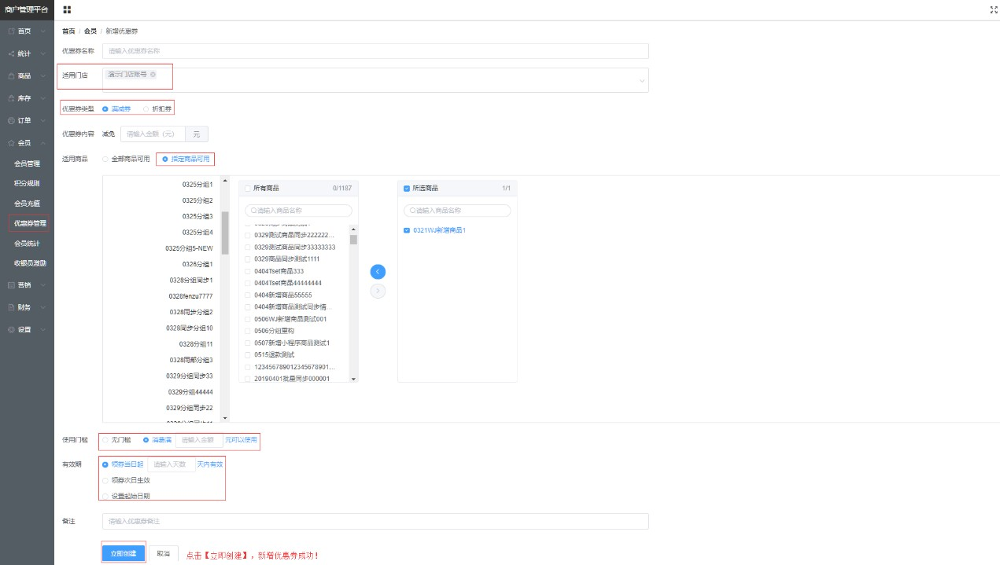 商户管理平台
首页
统计
商品
库存
订单
会员
会员管理
积分规则
会员充值
优惠券管理
会员统计
收银员激励
营销
财务
设置
首页 / 会员 / 新增优惠券
优惠券名称 请输入优惠券名称
适用门店 演示门店账号
优惠券类型 满减券 折扣券
优惠券内容 减免 请输入金额（元） 元
适用商品 全部商品可用 指定商品可用
0325分组1
0325分组2
0325分组3
0325分组4
0325分组5-NEW
0326分组1
0328分组同步1
0328fenzu7777
0328同步分组2
0328同步分组10
0328分组11
0328同部分组3
0329分组同步33
0329分组44444
0329分组同步22
所有商品 0/1187
请输入商品名称
0329测试商品同步222222...
0329测试商品同步33333333
0329商品同步测试1111
0404Tset商品333
0404Tset商品44444444
0404新增商品55555
0404新增商品测试同步情...
0506WJ新增商品测试001
0506分组重构
0507新增小程序商品测试1
0515退款测试
123456789012345678901...
20190401批量同步000001
所选商品 1/1
请输入商品名称
0321WJ新增商品1
使用门槛 无门槛 消费满 请输入金额 元可以使用
有效期 领券当日起 请输入天数 天内有效
领券次日生效
设置起始日期
备注 请输入优惠券备注
立即创建 取消 点击【立即创建】，新增优惠券成功！